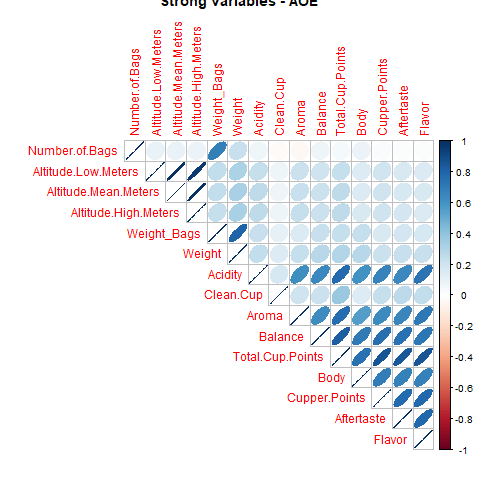 Strong Variables - AOE
Number.of.Bags
Altitude.Low.Meters
Altitude.Mean.Meters
Altitude.High.Meters
Weight_Bags
Weight
Acidity
Clean.Cup
Aroma
Balance
Total.Cup.Points
Body
Cupper.Points
Aftertaste
Flavor
Number.of.Bags
Altitude.Low.Meters
Altitude.Mean.Meters
Altitude.High.Meters
Weight_Bags
Weight
Acidity
Clean.Cup
Aroma
Balance
Total.Cup.Points
Body
Cupper.Points
Aftertaste
Flavor
1
0.8
0.6
0.4
0.2
0
-0.2
-0.4
-0.6
-0.8
-1